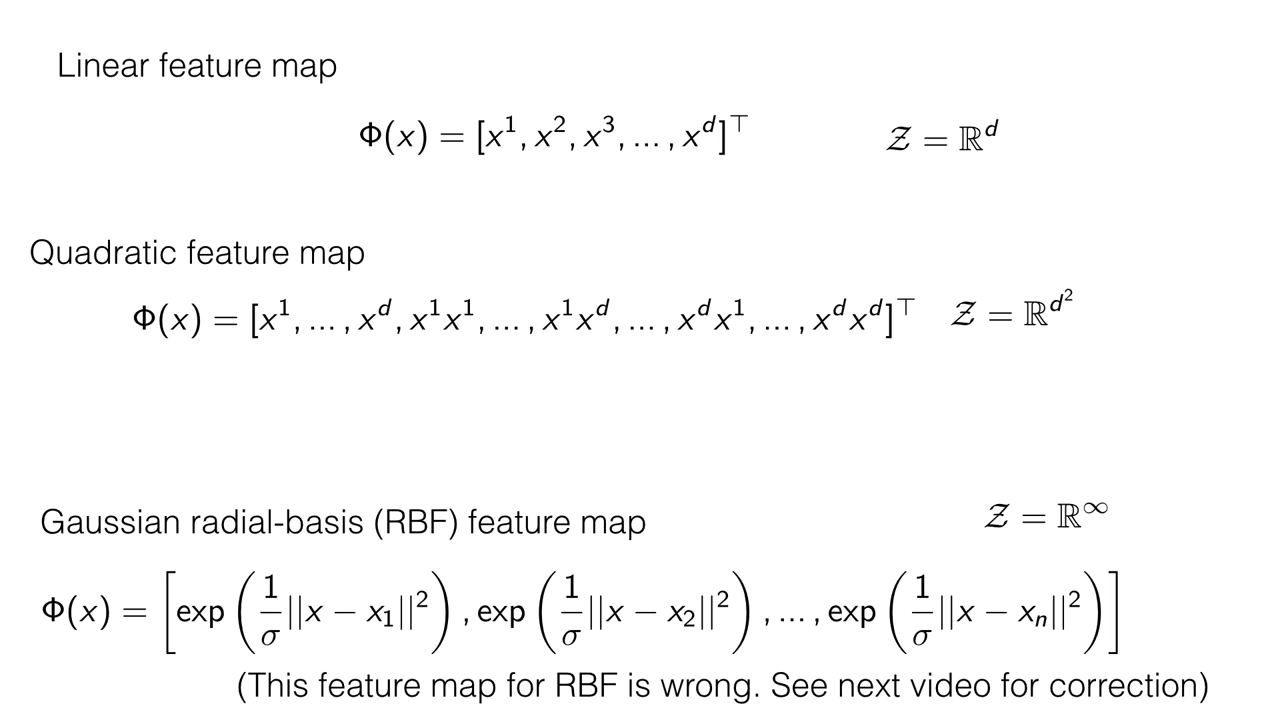 Linear feature map
Φ(x) = [x¹, x², x³, ... , xᵈ]ᵀ    𝒵 = ℝᵈ
Quadratic feature map
Φ(x) = [x¹, ... , xᵈ, x¹x¹, ... , x¹xᵈ, ... , xᵈx¹, ... , xᵈxᵈ]ᵀ    𝒵 = ℝ^{d²}
Gaussian radial-basis (RBF) feature map    𝒵 = ℝ^∞
Φ(x) = [exp(1/σ ||x − x₁||²), exp(1/σ ||x − x₂||²), ... , exp(1/σ ||x − xₙ||²)]
(This feature map for RBF is wrong. See next video for correction)